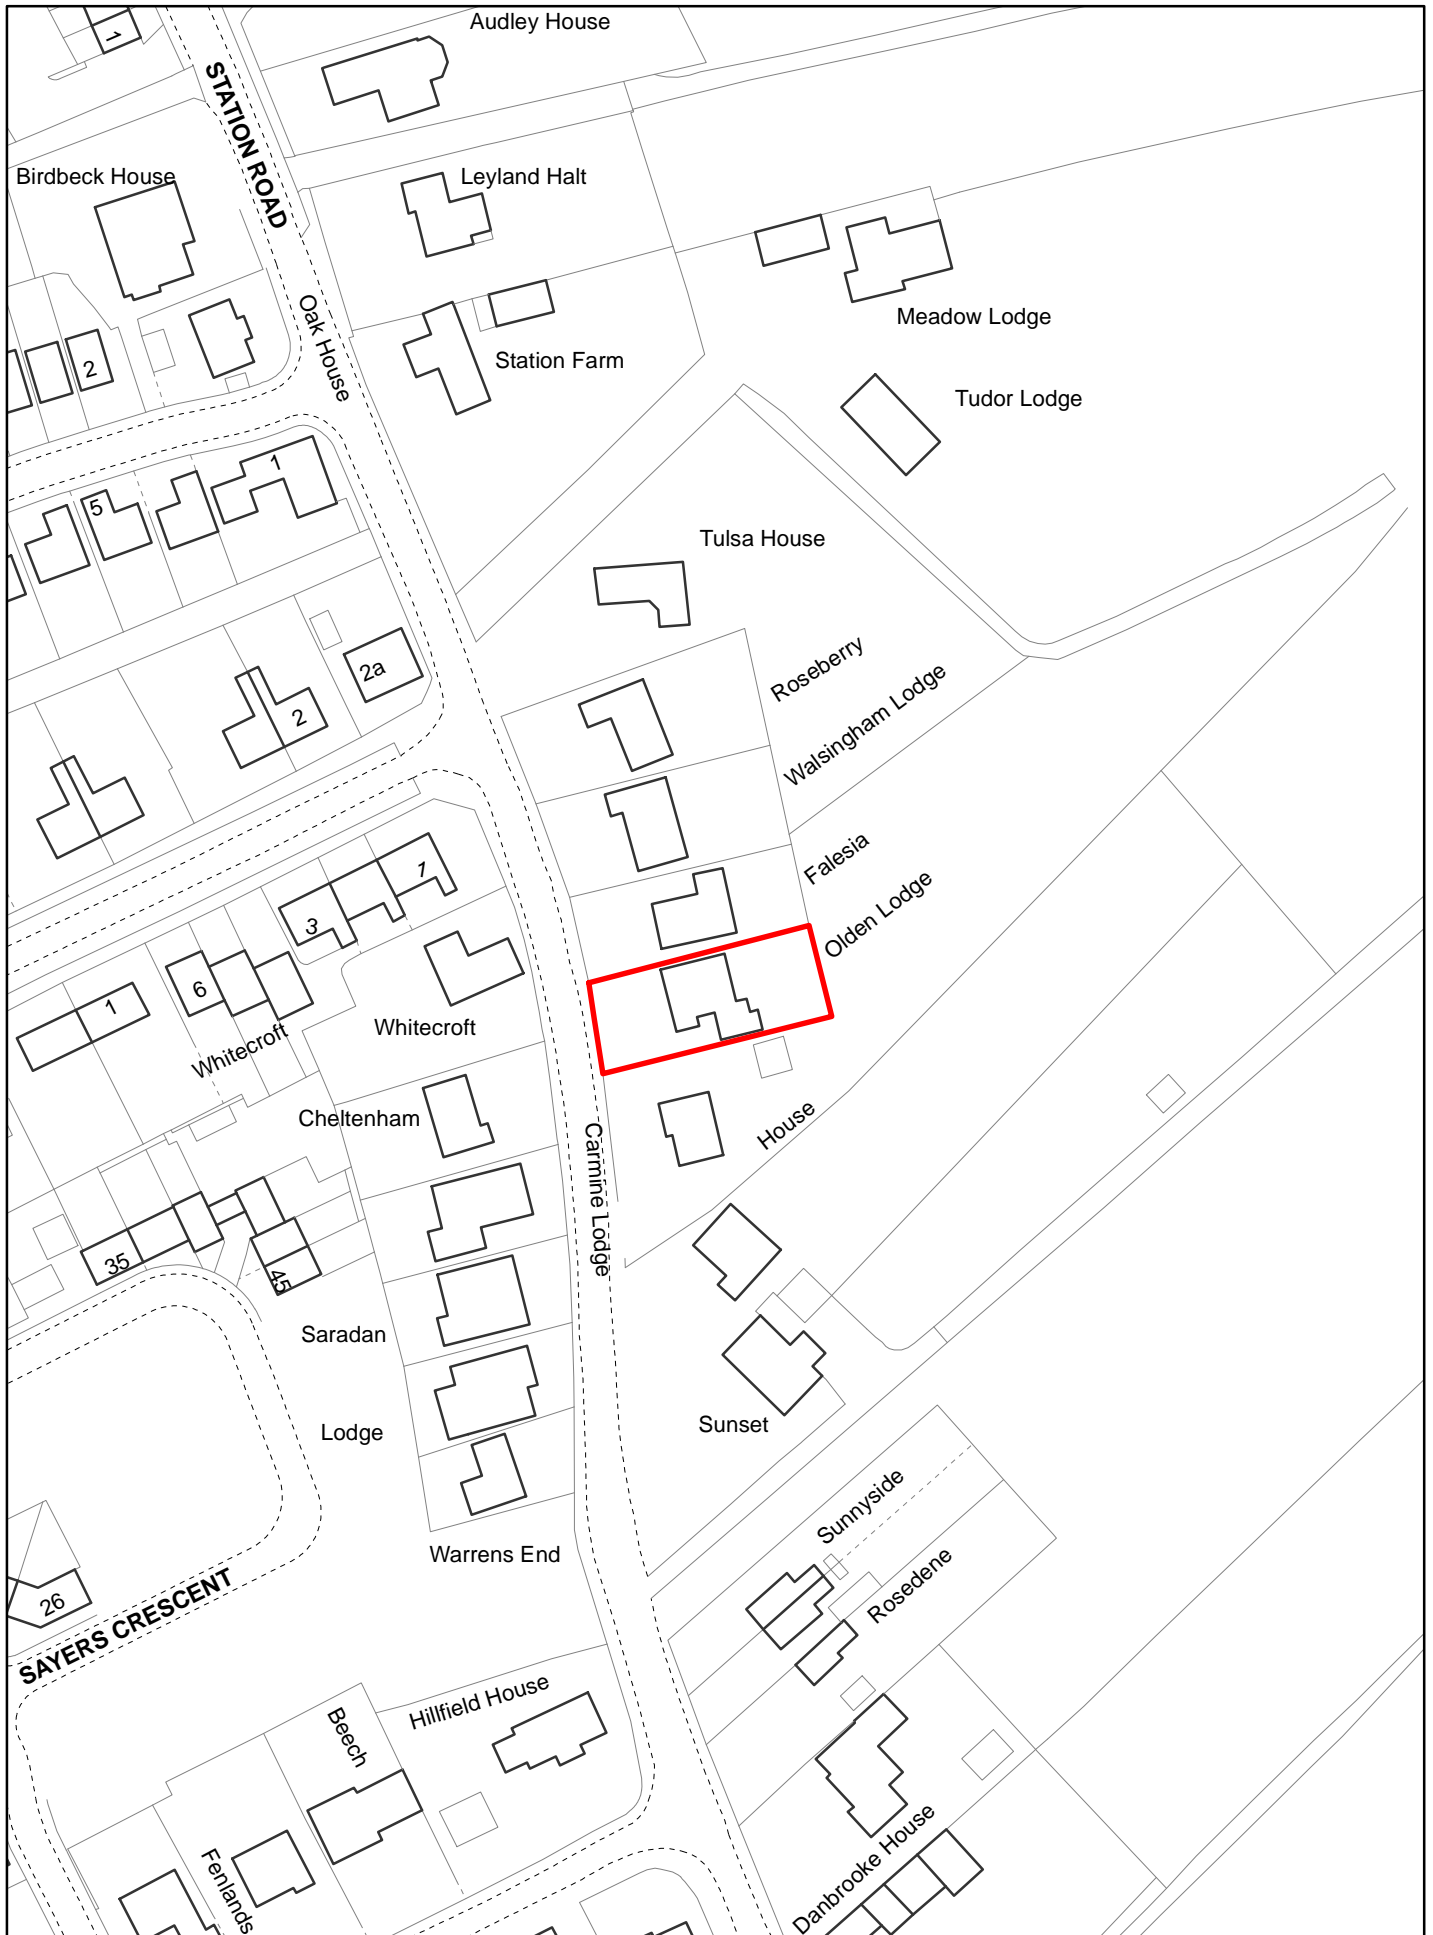 Audley House
1
STATION ROAD
Birdbeck House
Leyland Halt
Oak House
Meadow Lodge
Station Farm
2
Tudor Lodge
1
5
Tulsa House
2a
Roseberry
Walsingham Lodge
2
Falesia
1
3
Olden Lodge
6
1
Whitecroft
Whitecroft
Cheltenham
House
Carmine Lodge
35
45
Saradan
Sunset
Lodge
Sunnyside
Warrens End
Rosedene
26
SAYERS CRESCENT
Hillfield House
Beech
Danbrooke House
Fenlands